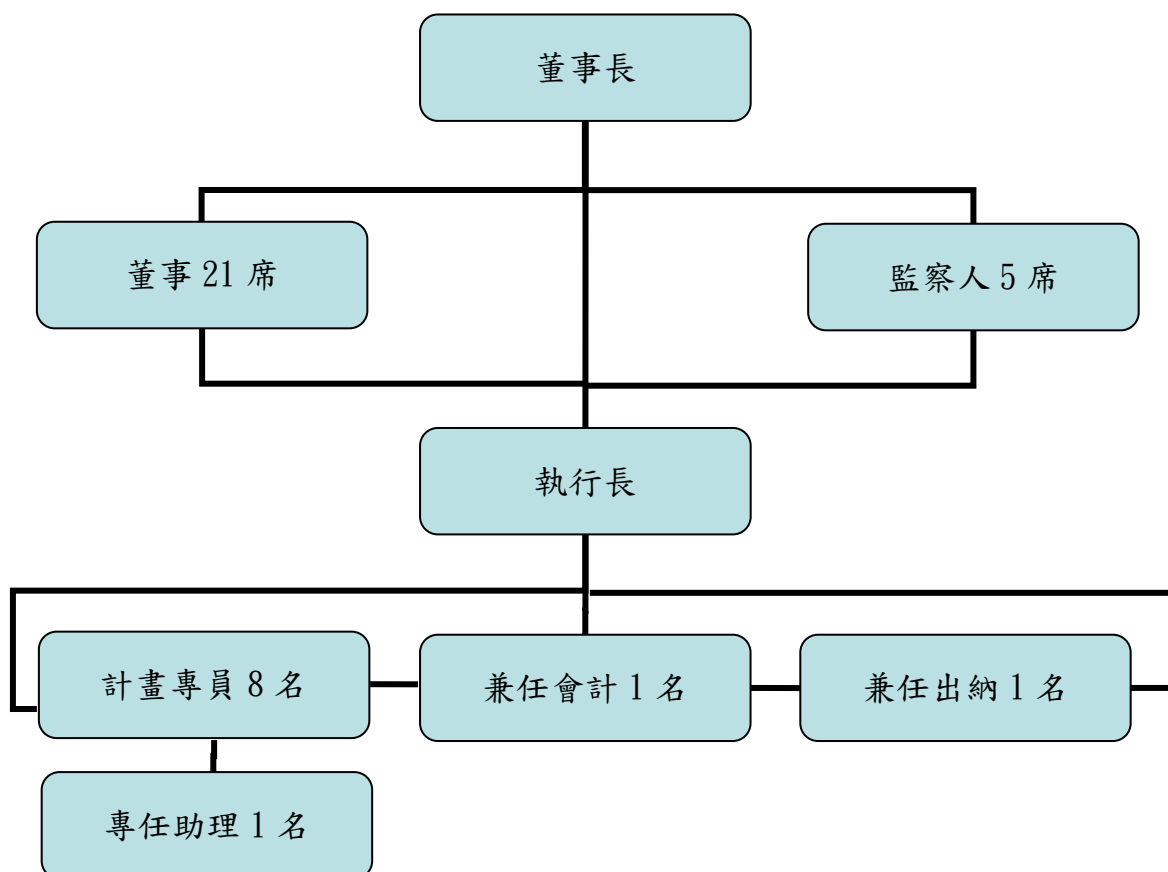 董事長
董事 21 席
監察人 5 席
執行長
計畫專員 8 名
兼任會計 1 名
兼任出納 1 名
專任助理 1 名